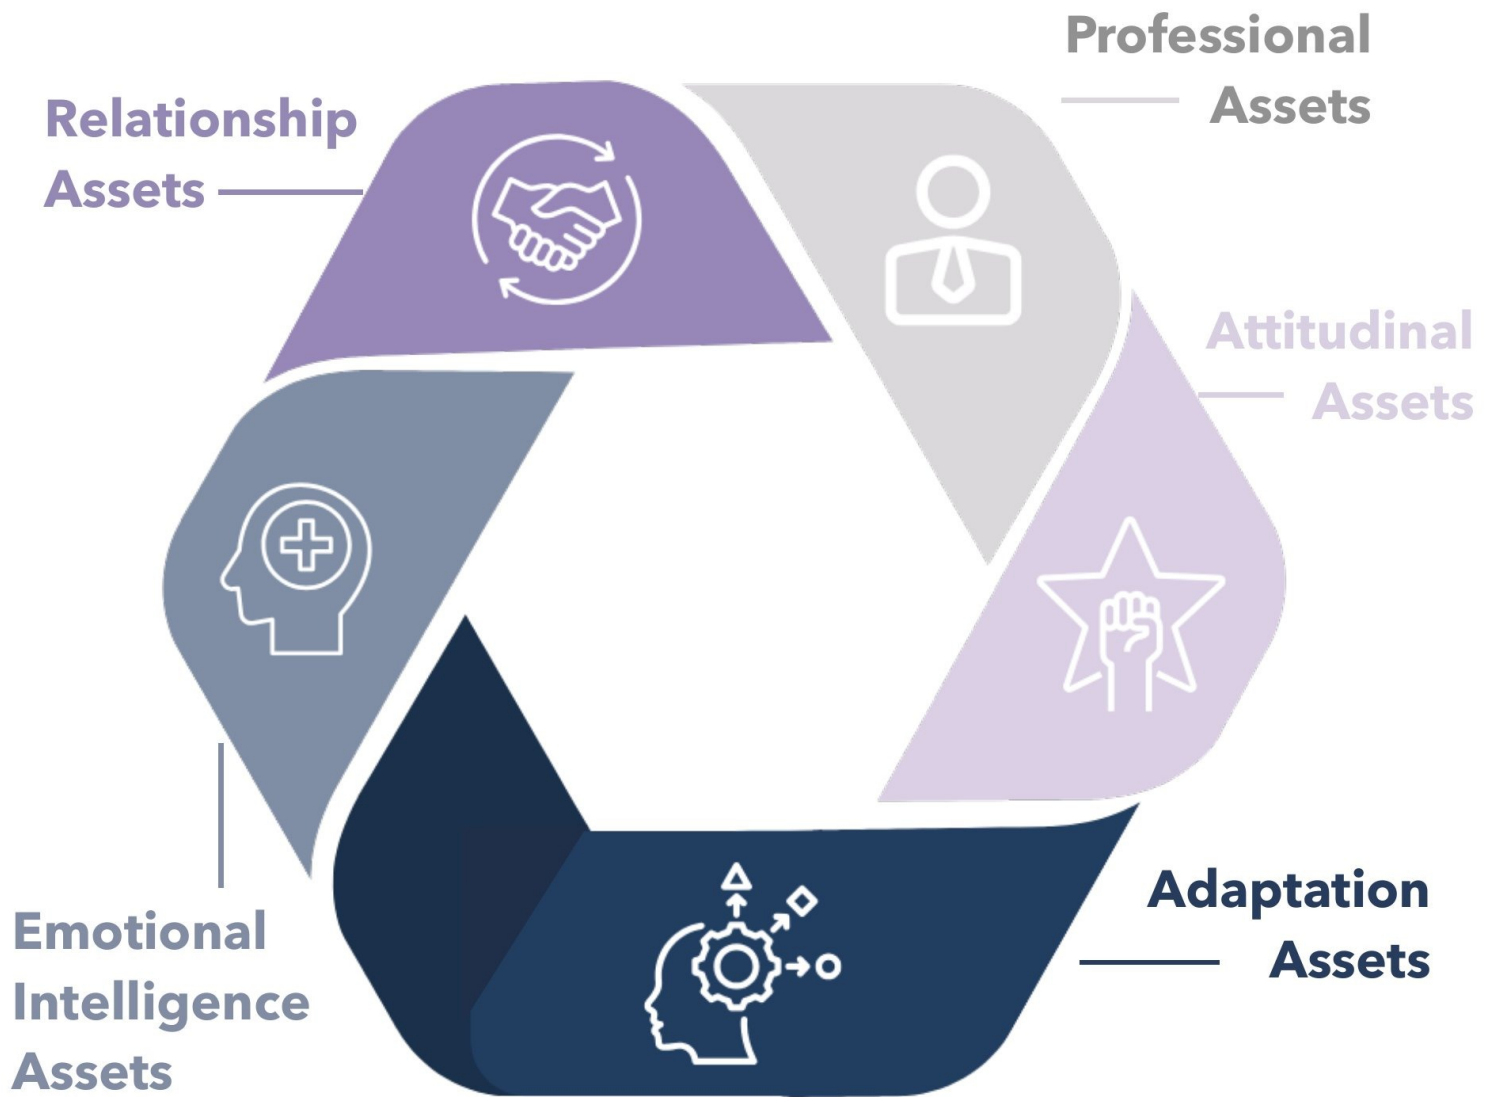 Professional
Assets
Relationship
Assets
Attitudinal
Assets
Adaptation
Assets
Emotional
Intelligence
Assets